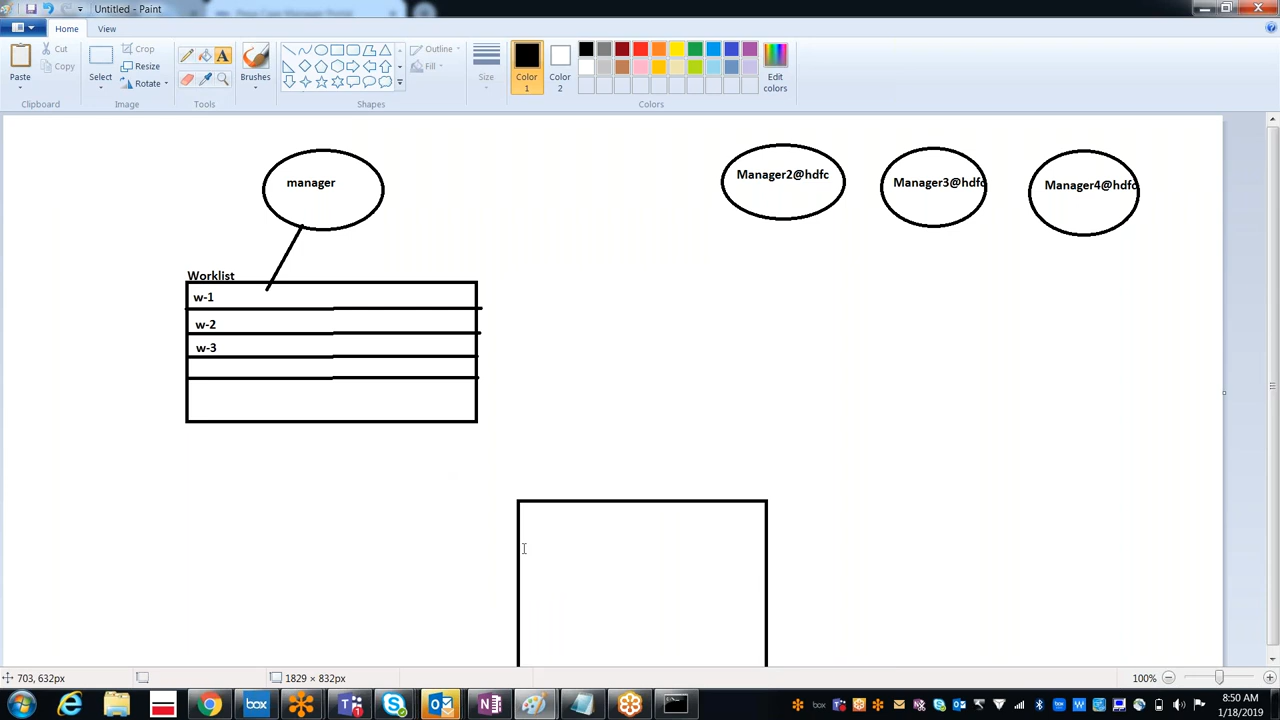 Untitled - Paint
Home
View
Paste
Cut
Copy
Clipboard
Select
Crop
Resize
Rotate
Image
A
Tools
Brushes
Shapes
Outline
Fill
Size
Color 1
Color 2
Edit colors
Colors
manager
Manager2@hdfc
Manager3@hdfc
Manager4@hdfc
Worklist
w-1
w-2
w-3
703, 632px
1829 × 832px
100%
box
box
8:50 AM
1/18/2019